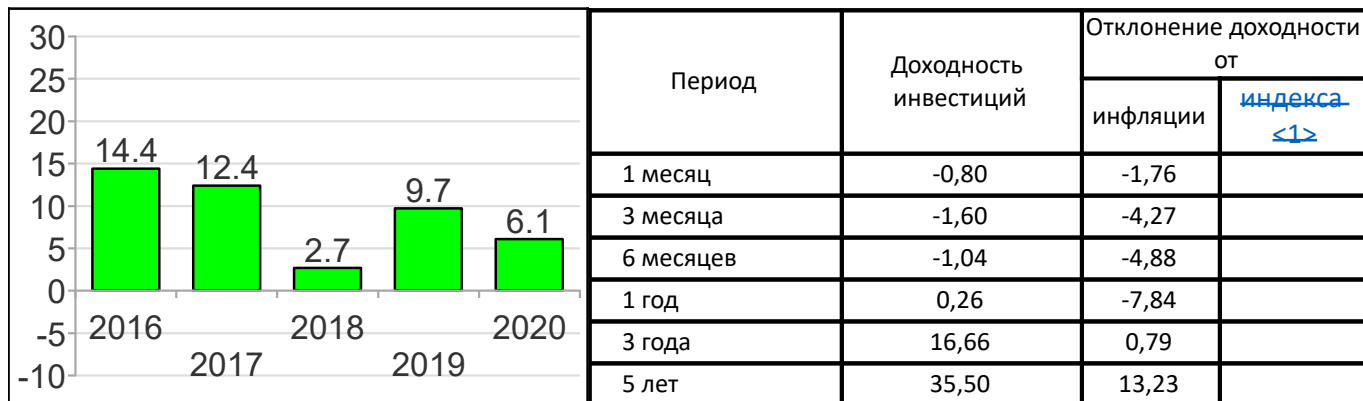 30
25
20
15
10
5
0
-5
-10
14.4
12.4
2.7
9.7
6.1
2016
2017
2018
2019
2020
Период
Доходность
инвестиций
Отклонение доходности
от
инфляции
индекса
<1>
1 месяц -0,80 -1,76
3 месяца -1,60 -4,27
6 месяцев -1,04 -4,88
1 год 0,26 -7,84
3 года 16,66 0,79
5 лет 35,50 13,23